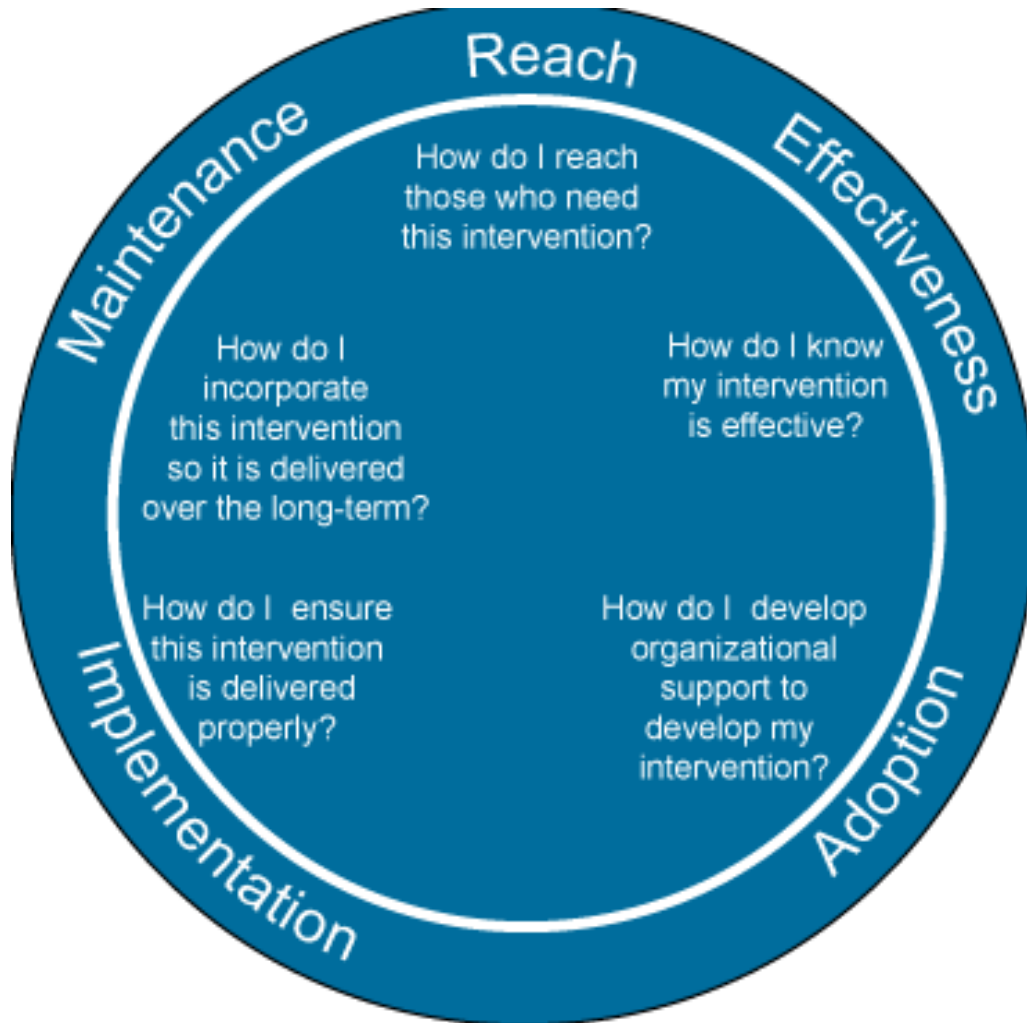 Reach
How do I reach
those who need
this intervention?
Effectiveness
How do I know
my intervention
is effective?
Adoption
How do I develop
organizational
support to
develop my
intervention?
Implementation
How do I ensure
this intervention
is delivered
properly?
Maintenance
How do I
incorporate
this intervention
so it is delivered
over the long-term?